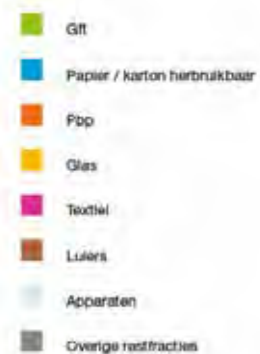 Gft
Papier / karton herbruikbaar
Pbp
Glas
Textiel
Luiers
Apparaten
Overige restfracties